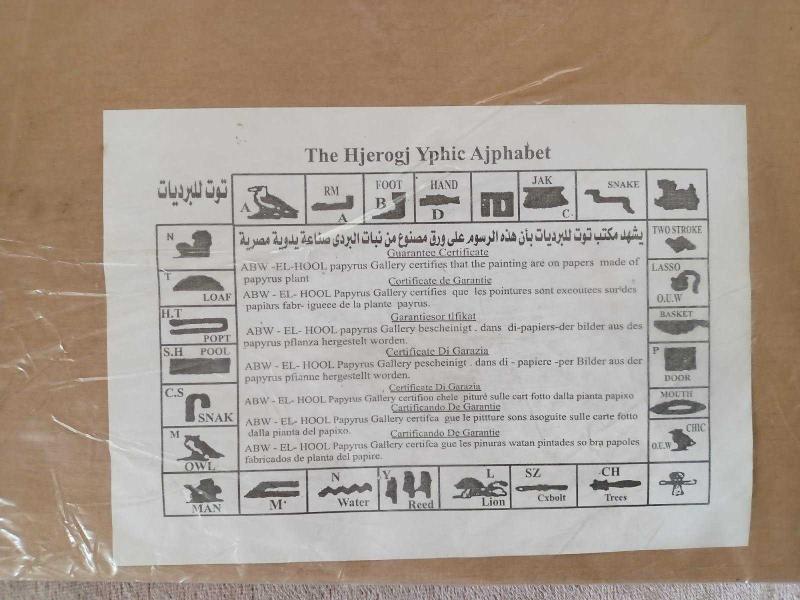 The Hjerogj Yphic Ajphabet
توت للبرديات
A
RM
A
FOOT
B
HAND
D
JAK
C.
SNAKE
N
يشهد مكتب توت للبرديات بأن هذه الرسوم على ورق مصنوع من نبات البردى صناعة يدوية مصرية
TWO STROKE
Guarantee Certificate
ABW -EL-HOOL papyrus Gallery certifies that the painting are on papers made of
papyrus plant
T
LOAF
LASSO
O.U.W
Cortificate de Garantie
ABW - EL- HOOL Papyrus Gallery certifies que les pointures sont exeoutees sur des
papiars fabr- iguece de la plante payrus.
H.T
POPT
BASKET
Garantiesor tlfikat
ABW - EL- HOOL papyrus Gallery bescheinigt . dans di-papiers-der bilder aus des
papyrus pflanza hergestellt worden.
S.H POOL
P
DOOR
Certificate Di Garazia
ABW - EL- HOOL Papyrus Gallery pescheinigt . dans di - papiere -per Bilder aus der
papyrus pfianne hergestellt worden.
C.S
SNAK
MOUTH
Certificate Di Garazia
ABW - EL- HOOL Papyrus Gallery certifion chele pituré sulle cart fotto dalla pianta papixo
Cartificando De Garantie
ABW - EL- HOOL Papyrus Gallery certifca gue le pittture sons asoguite sulle carte fotto
dalla pianta del papixo.
M
OWL
CHIC
O.U.W
Cartificando De Garantie
ABW - EL- HOOL Papyrus Gallery certifca gue les pinuras watan pintades so bra papoles
fabricados de planta del papire.
MAN
M
N
Water
Y
Reed
L
Lion
SZ
Cxbolt
CH
Trees